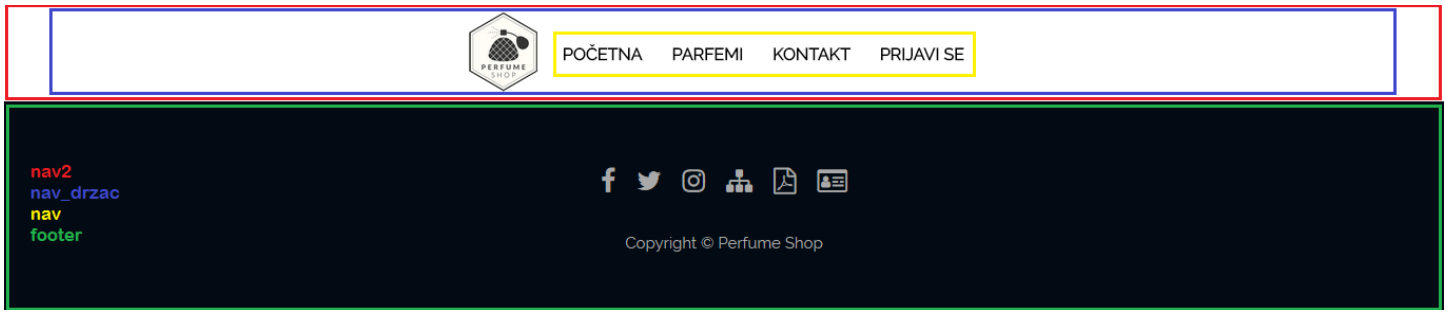 PERFUME
SHOP
POČETNA PARFEMI KONTAKT PRIJAVI SE
nav2
nav_drzac
nav
footer
Copyright © Perfume Shop